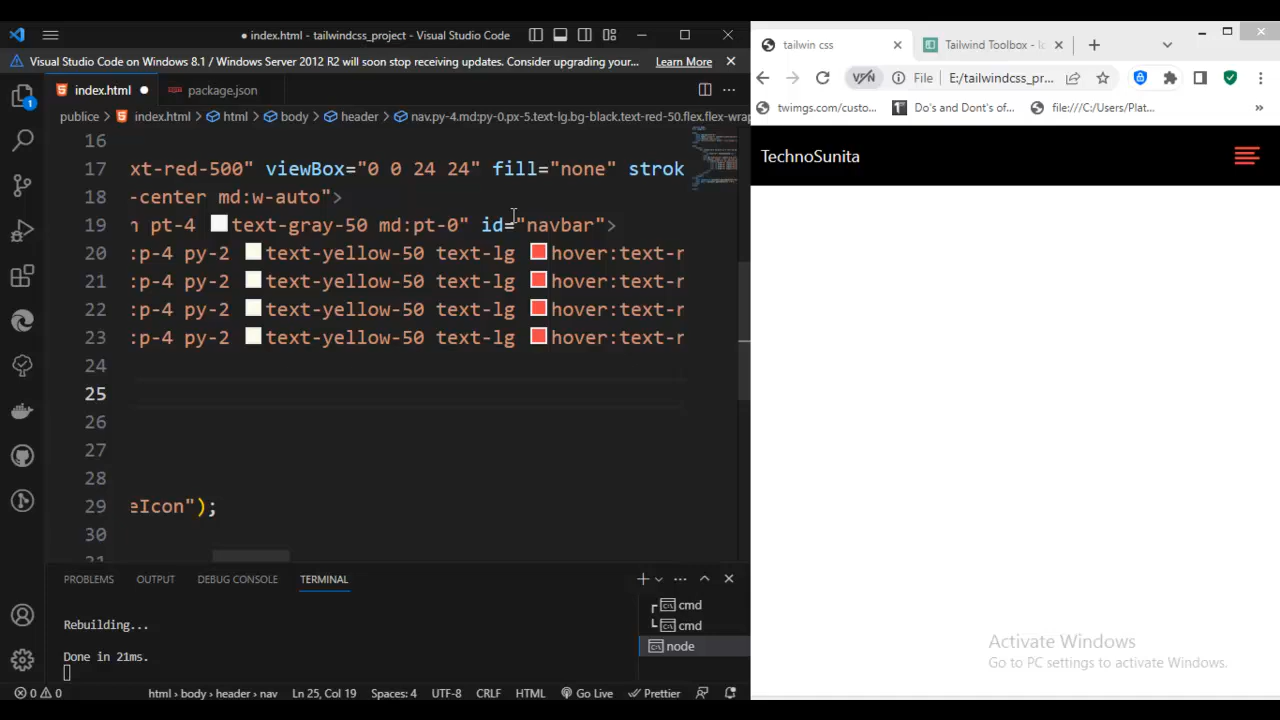 ● index.html - tailwindcss_project - Visual Studio Code
Visual Studio Code on Windows 8.1 / Windows Server 2012 R2 will soon stop receiving updates. Consider upgrading your...
Learn More
index.html ●
package.json
publice > index.html > html > body > header > nav.py-4.md:py-0.px-5.text-lg.bg-black.text-red-50.flex.flex-wrap
16
17 xt-red-500" viewBox="0 0 24 24" fill="none" strok
18 -center md:w-auto">
19 n pt-4 text-gray-50 md:pt-0" id="navbar">
20 :p-4 py-2 text-yellow-50 text-lg hover:text-r
21 :p-4 py-2 text-yellow-50 text-lg hover:text-r
22 :p-4 py-2 text-yellow-50 text-lg hover:text-r
23 :p-4 py-2 text-yellow-50 text-lg hover:text-r
24
25
26
27
28
29 eIcon");
30
31
PROBLEMS OUTPUT DEBUG CONSOLE TERMINAL
Rebuilding...
Done in 21ms.
cmd
cmd
node
1
0 0 html > body > header > nav Ln 25, Col 19 Spaces: 4 UTF-8 CRLF HTML Go Live Prettier
tailwin css
Tailwind Toolbox - Ic
VPN File E:/tailwindcss_pr...
twimgs.com/custo...
Do's and Dont's of...
file:///C:/Users/Plat...
»
TechnoSunita
Activate Windows
Go to PC settings to activate Windows.